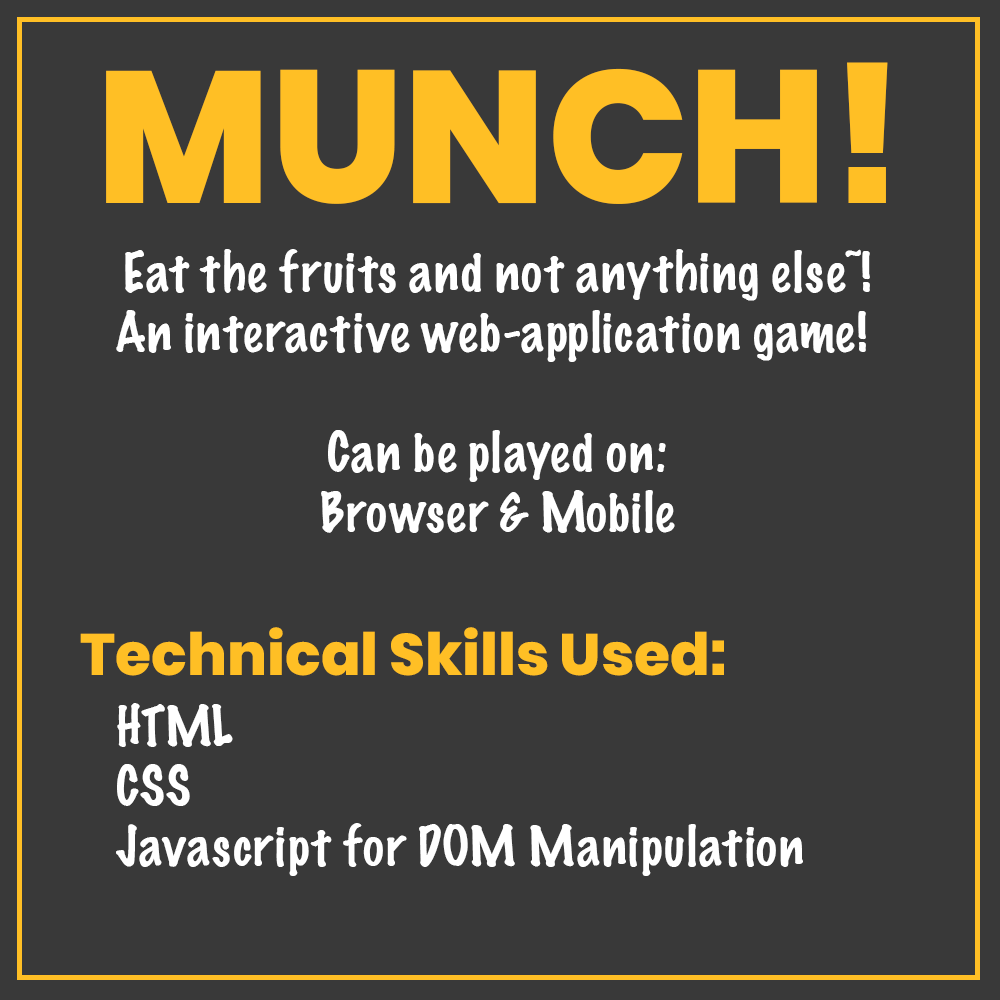 MUNCH!
Eat the fruits and not anything else~!
An interactive web-application game!
Can be played on:
Browser & Mobile
Technical Skills Used:
HTML
CSS
Javascript for DOM Manipulation